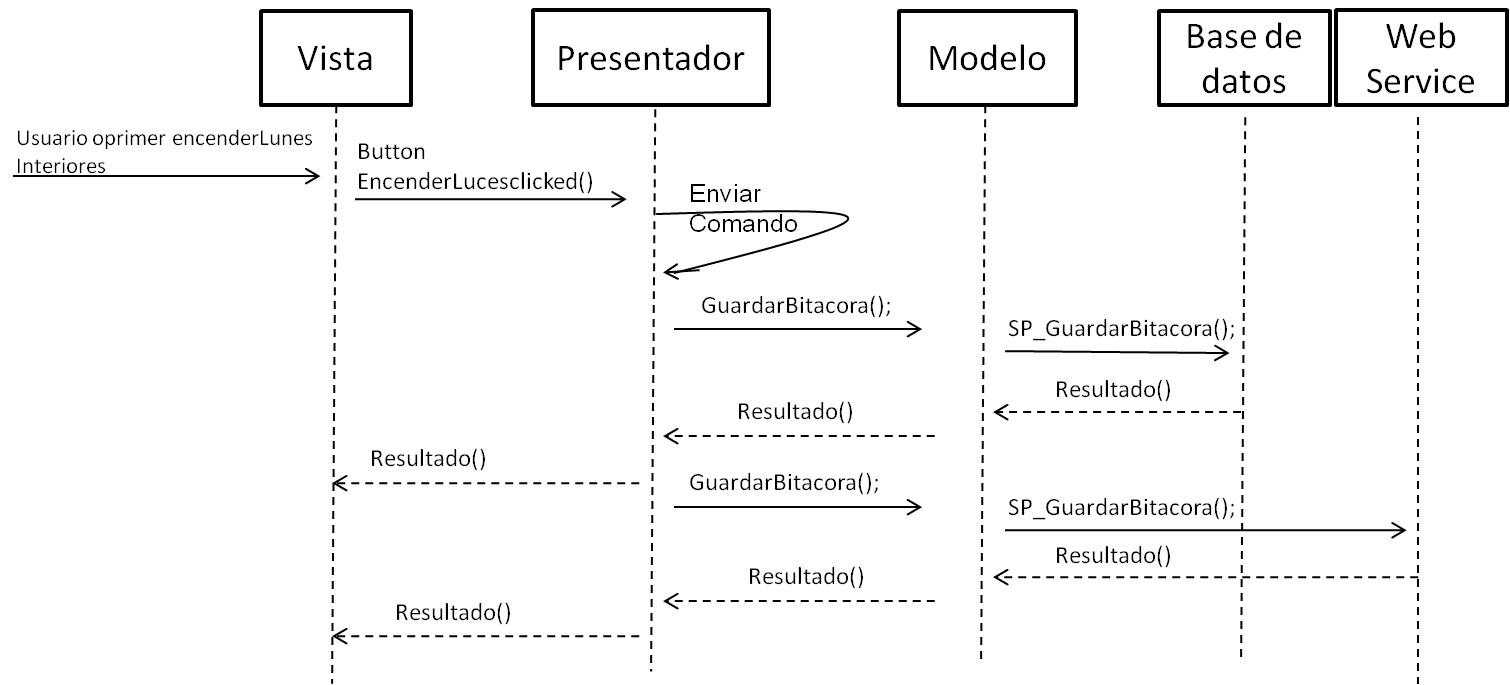 Vista
Presentador
Modelo
Base de
datos
Web
Service
Usuario oprimer encenderLunes
Interiores
Button
EncenderLucesclicked()
Enviar
Comando
GuardarBitacora();
SP_GuardarBitacora();
Resultado()
Resultado()
Resultado()
GuardarBitacora();
SP_GuardarBitacora();
Resultado()
Resultado()
Resultado()